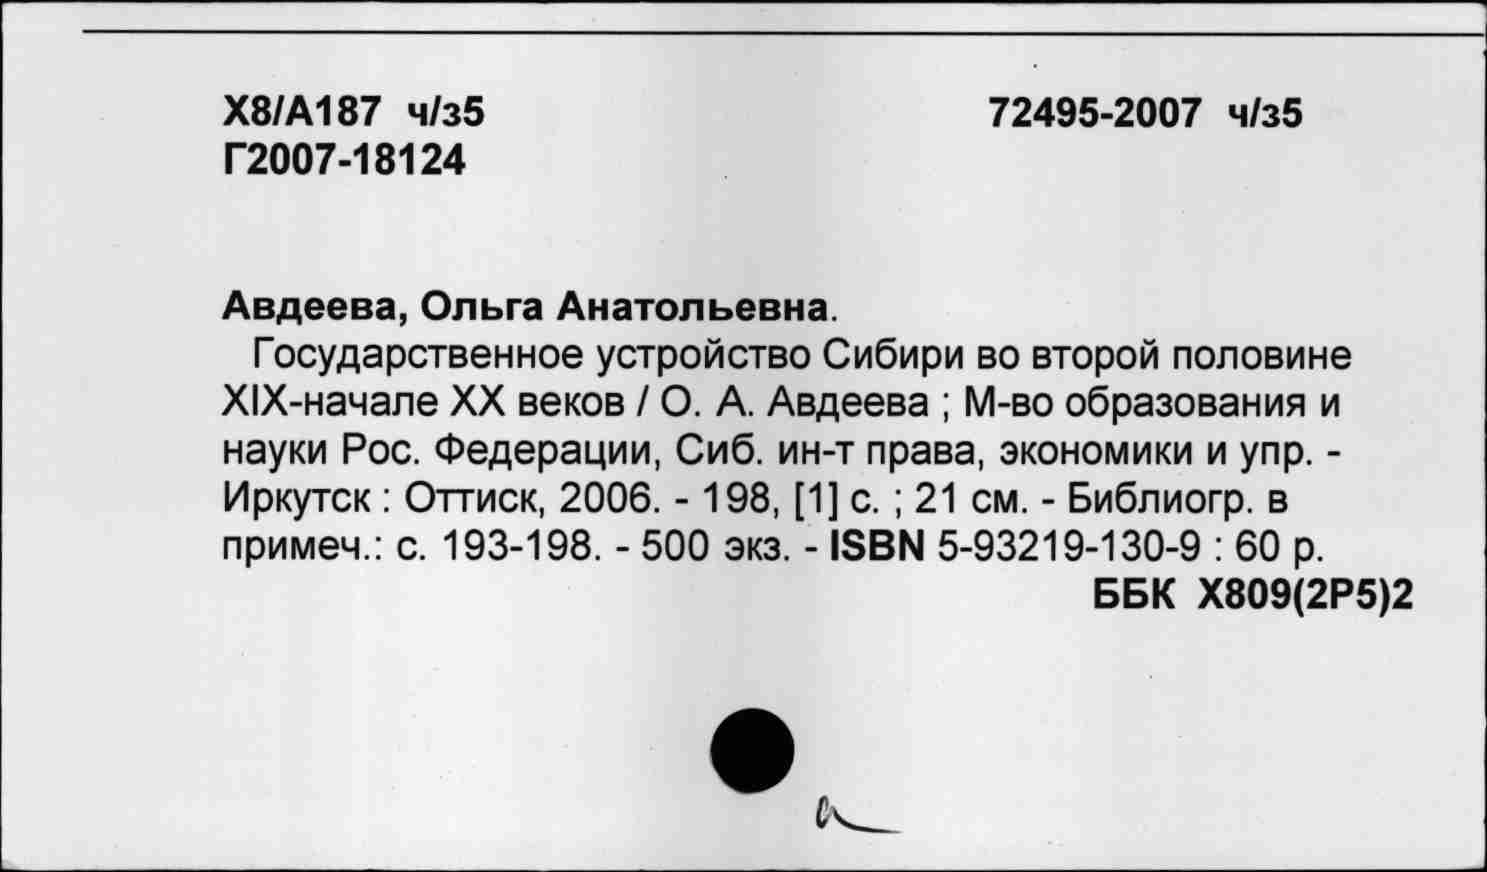 Х8/А187 ч/з5 72495-2007 ч/з5
Г2007-18124
Авдеева, Ольга Анатольевна.
Государственное устройство Сибири во второй половине
XIX-начале XX веков / О. А. Авдеева ; М-во образования и
науки Рос. Федерации, Сиб. ин-т права, экономики и упр. -
Иркутск : Оттиск, 2006. - 198, [1] с. ; 21 см. - Библиогр. в
примеч.: с. 193-198. - 500 экз. - ISBN 5-93219-130-9 : 60 р.
ББК Х809(2Р5)2